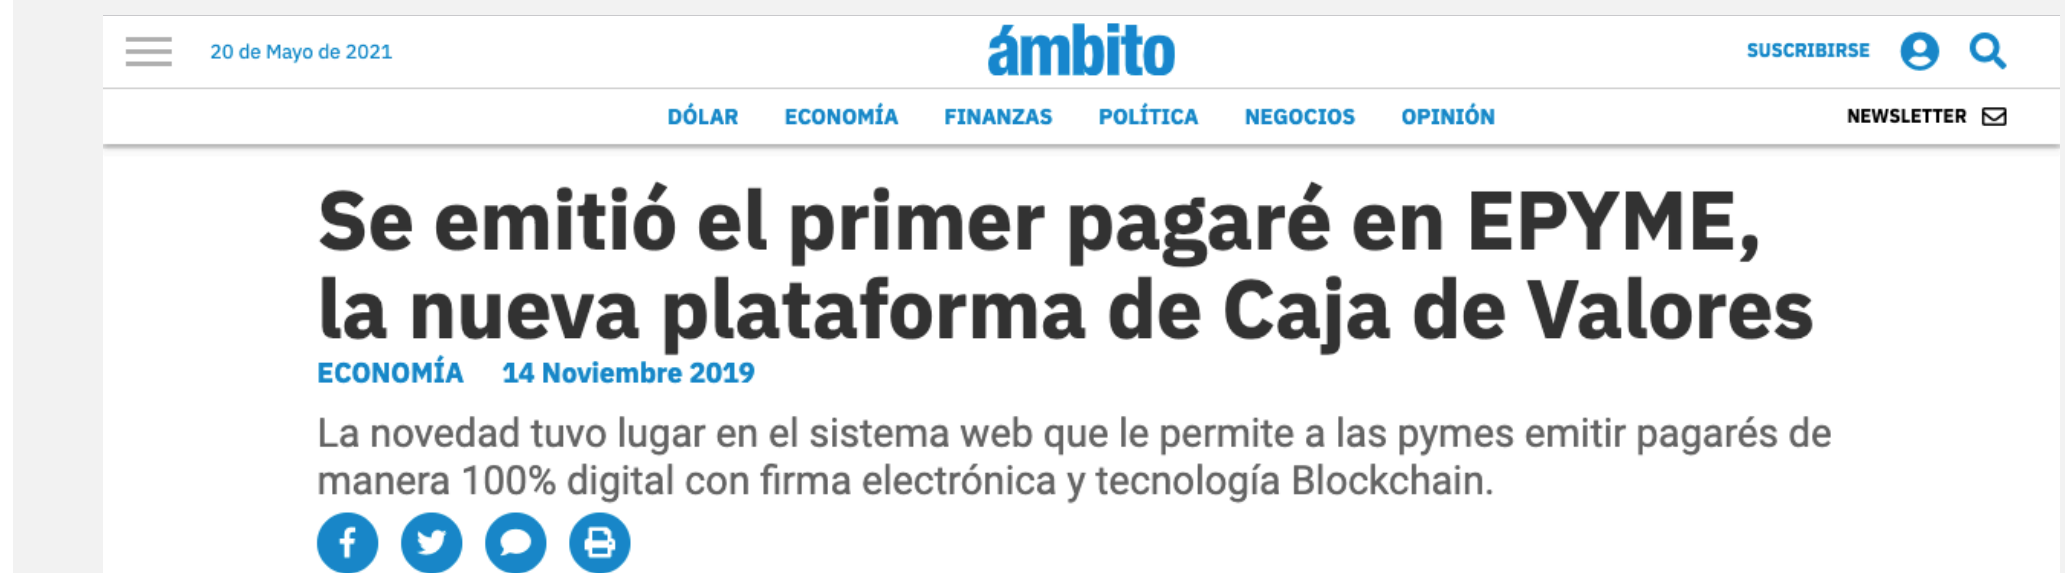 20 de Mayo de 2021
ámbito
SUSCRIBIRSE
DÓLAR ECONOMÍA FINANZAS POLÍTICA NEGOCIOS OPINIÓN
NEWSLETTER
Se emitió el primer pagaré en EPYME,
la nueva plataforma de Caja de Valores
ECONOMÍA 14 Noviembre 2019
La novedad tuvo lugar en el sistema web que le permite a las pymes emitir pagarés de
manera 100% digital con firma electrónica y tecnología Blockchain.